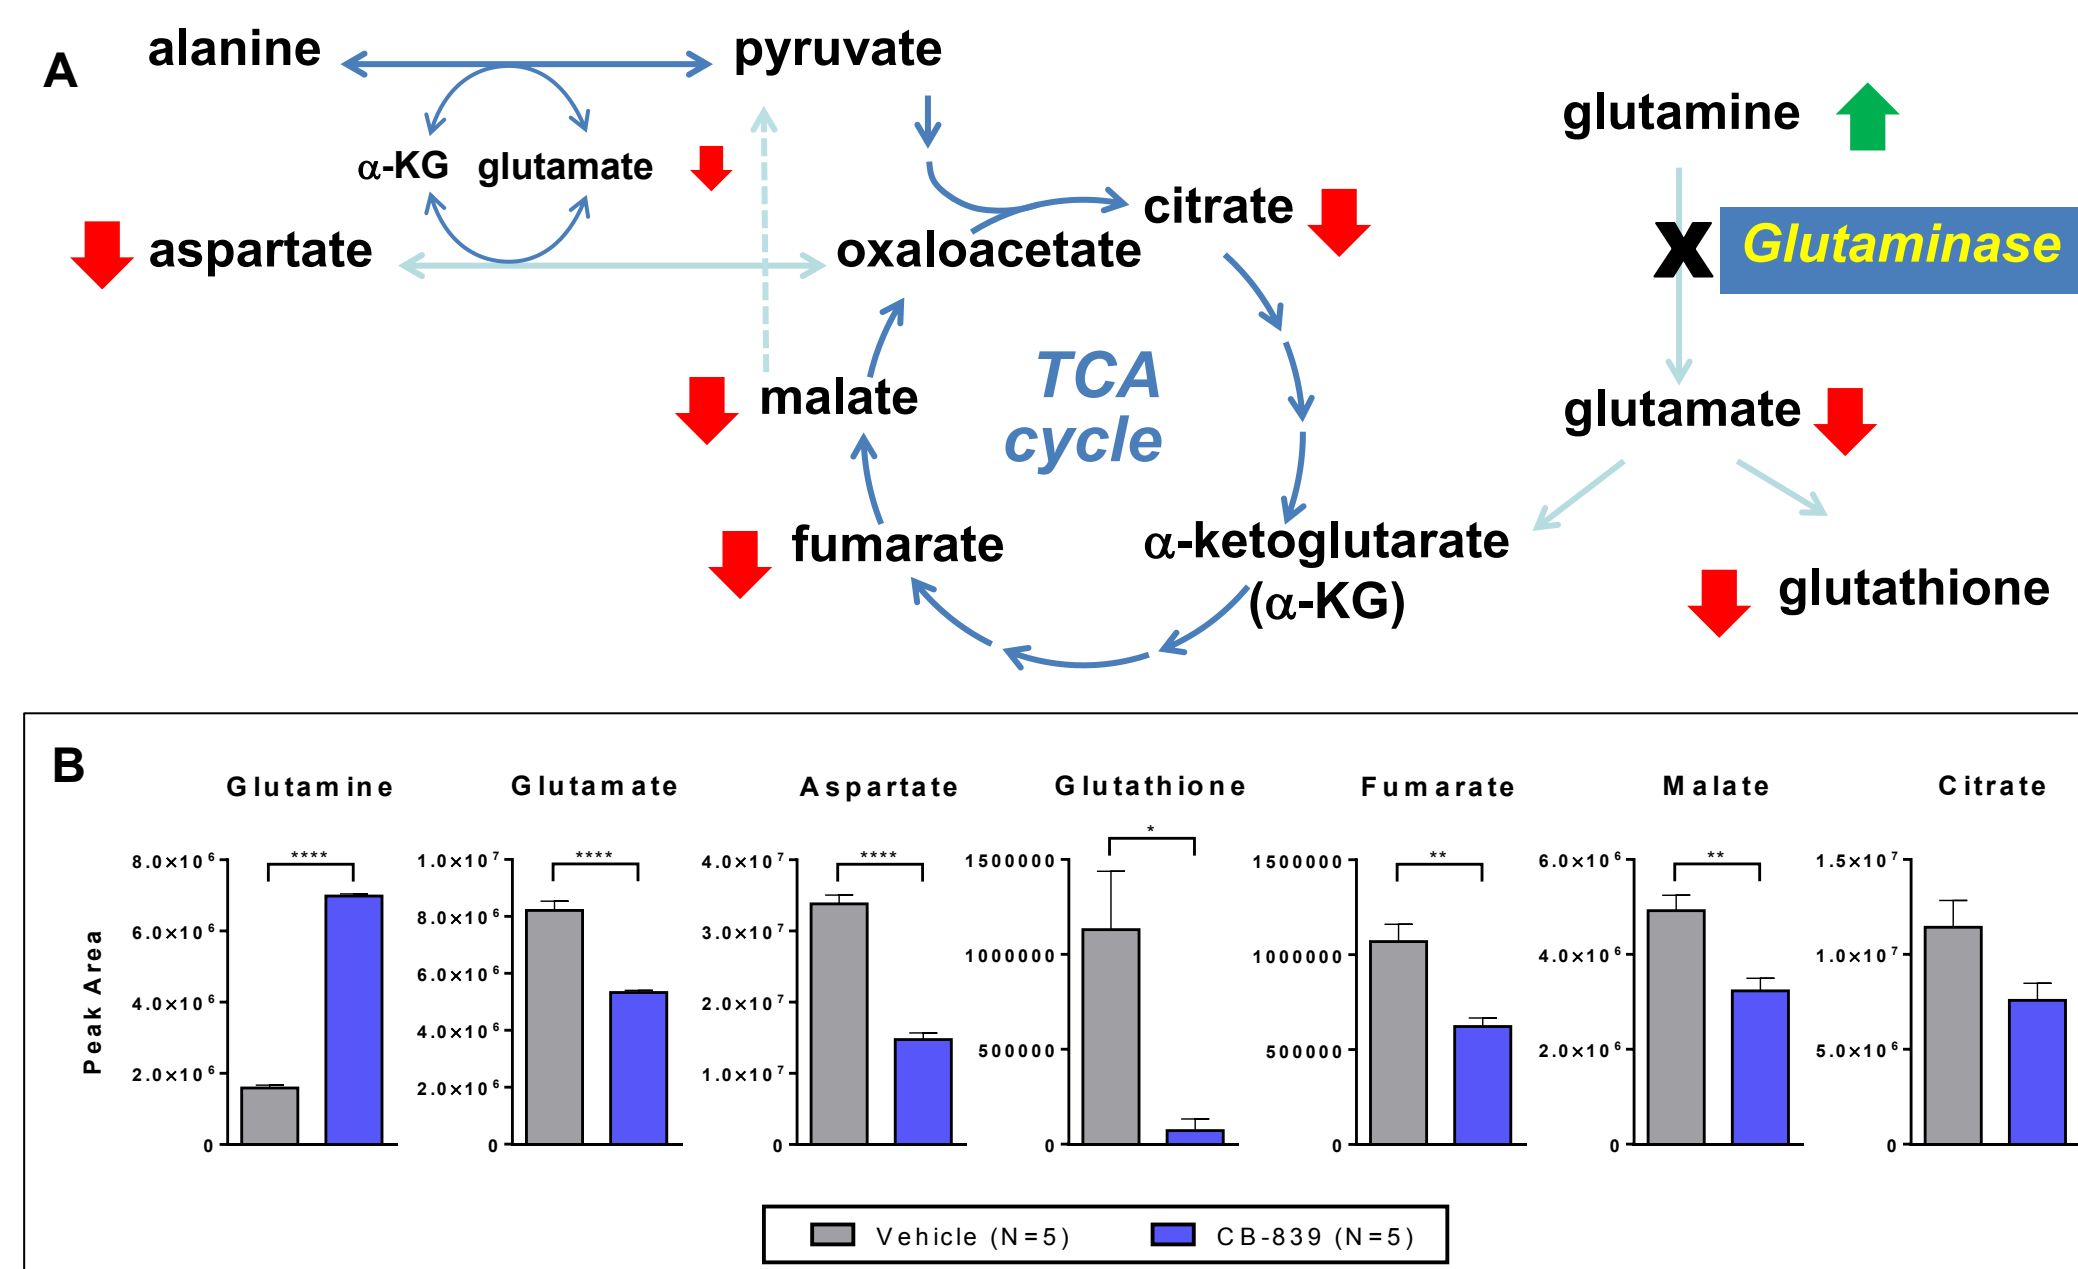 A
alanine
pyruvate
glutamine
α-KG
glutamate
citrate
aspartate
oxaloacetate
X
Glutaminase
TCA
cycle
malate
glutamate
fumarate
α-ketoglutarate
(α-KG)
glutathione
B
Glutamine
Glutamate
Aspartate
Glutathione
Fumarate
Malate
Citrate
Peak Area
8.0×10⁶
6.0×10⁶
4.0×10⁶
2.0×10⁶
0
****
1.0×10⁷
8.0×10⁶
6.0×10⁶
4.0×10⁶
2.0×10⁶
0
****
4.0×10⁷
3.0×10⁷
2.0×10⁷
1.0×10⁷
0
****
1500000
1000000
500000
0
*
1500000
1000000
500000
0
**
6.0×10⁶
4.0×10⁶
2.0×10⁶
0
**
1.5×10⁷
1.0×10⁷
5.0×10⁶
0
Vehicle (N=5)
CB-839 (N=5)